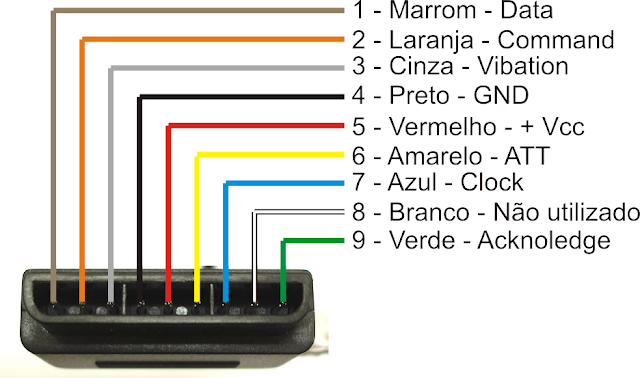 1 - Marrom - Data
2 - Laranja - Command
3 - Cinza - Vibation
4 - Preto - GND
5 - Vermelho - + Vcc
6 - Amarelo - ATT
7 - Azul - Clock
8 - Branco - Não utilizado
9 - Verde - Acknoledge